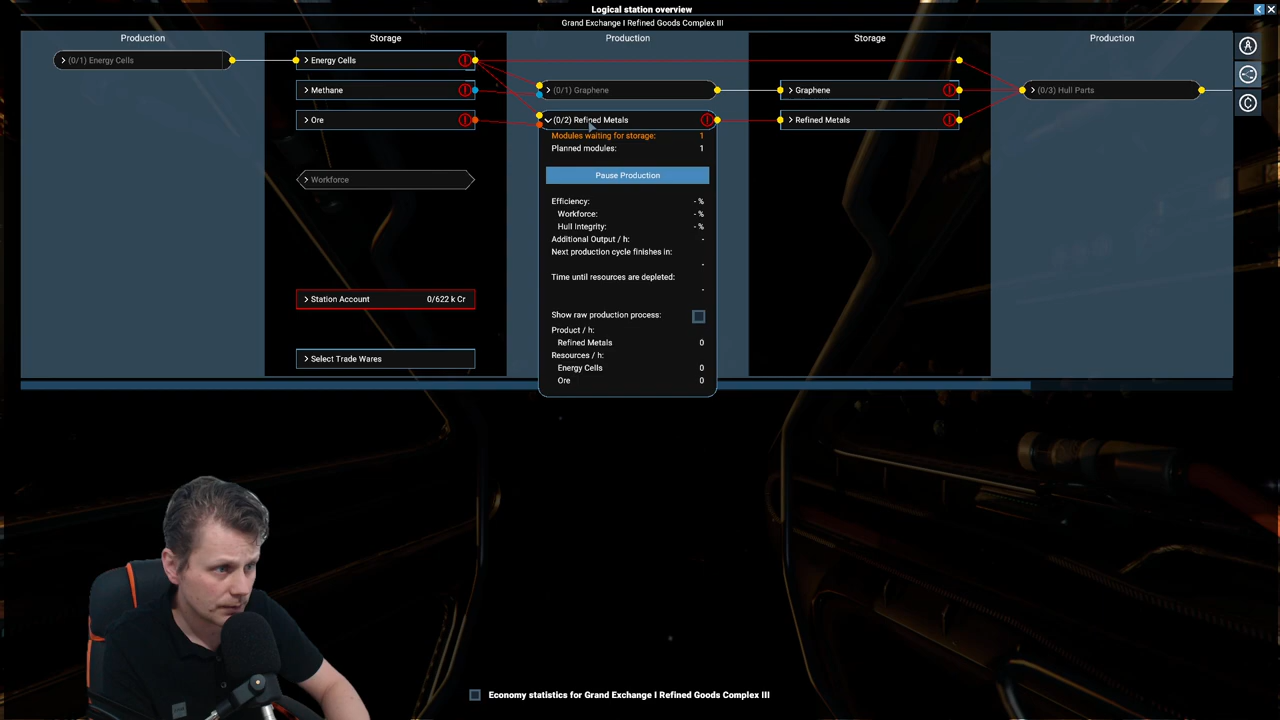 Logical station overview
Grand Exchange I Refined Goods Complex III
Production
Storage
Production
Storage
Production
(0/1) Energy Cells
Energy Cells
Methane
(0/1) Graphene
Graphene
(0/3) Hull Parts
Ore
(0/2) Refined Metals
Refined Metals
Modules waiting for storage: 1
Planned modules: 1
Pause Production
Workforce
Efficiency: - %
Workforce: - %
Hull Integrity: - %
Additional Output / h: -
Next production cycle finishes in:
-
Time until resources are depleted:
-
Station Account 0/622 k Cr
Show raw production process:
Product / h:
Refined Metals 0
Resources / h:
Energy Cells 0
Ore 0
Select Trade Wares
Economy statistics for Grand Exchange I Refined Goods Complex III